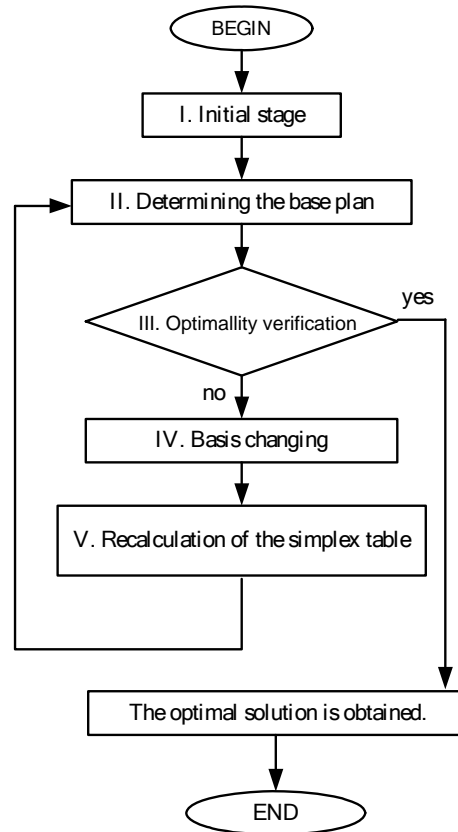 BEGIN
I. Initial stage
II. Determining the base plan
yes
III. Optimallity verification
no
IV. Basis changing
V. Recalculation of the simplex table
The optimal solution is obtained.
END